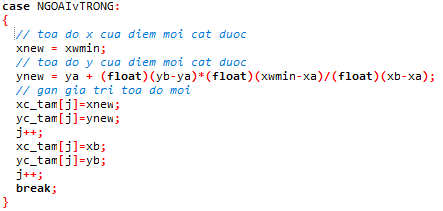 case NGOAIvTRONG:
{
// toa do x cua diem moi cat duoc
xnew = xwmin;
// toa do y cua diem moi cat duoc
ynew = ya + (float)(yb-ya)*(float)(xwmin-xa)/(float)(xb-xa);
// gan gia tri toa do moi
xc_tam[j]=xnew;
yc_tam[j]=ynew;
j++;
xc_tam[j]=xb;
yc_tam[j]=yb;
j++;
break;
}